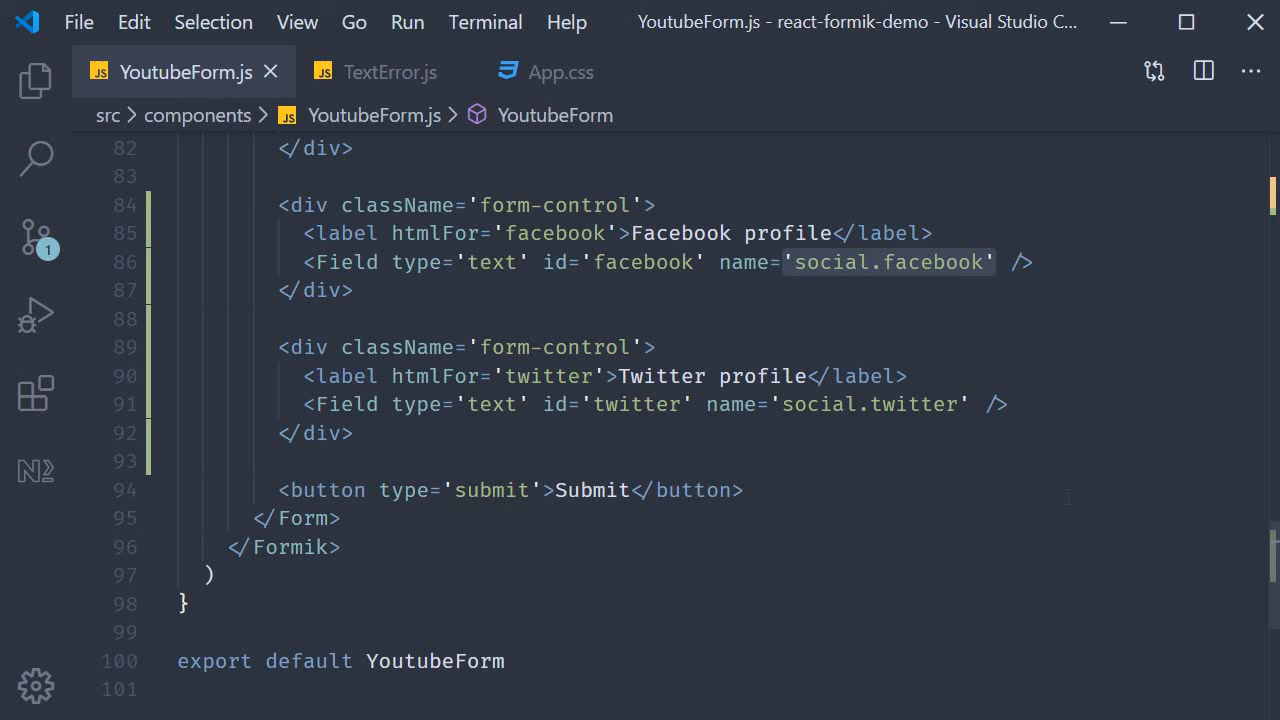 File Edit Selection View Go Run Terminal Help YoutubeForm.js - react-formik-demo - Visual Studio C...
JS YoutubeForm.js JS TextError.js App.css
src > components > JS YoutubeForm.js > YoutubeForm
82 </div>
83
84 <div className='form-control'>
85 <label htmlFor='facebook'>Facebook profile</label>
86 <Field type='text' id='facebook' name='social.facebook' />
87 </div>
88
89 <div className='form-control'>
90 <label htmlFor='twitter'>Twitter profile</label>
91 <Field type='text' id='twitter' name='social.twitter' />
92 </div>
93
94 <button type='submit'>Submit</button>
95 </Form>
96 </Formik>
97 )
98 }
99
100 export default YoutubeForm
101
1